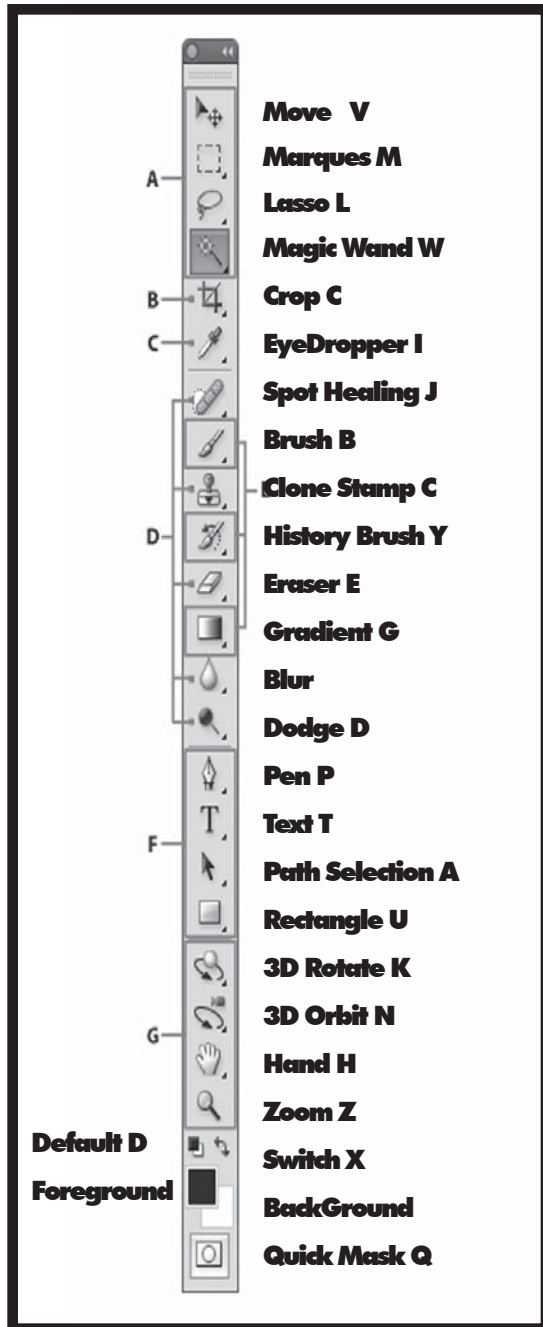 Move V
Marques M
A
Lasso L
Magic Wand W
B
Crop C
C
EyeDropper I
Spot Healing J
Brush B
Clone Stamp C
D
History Brush Y
Eraser E
Gradient G
Blur
Dodge D
Pen P
T
Text T
F
Path Selection A
Rectangle U
3D Rotate K
3D Orbit N
G
Hand H
Zoom Z
Default D
Switch X
Foreground
BackGround
Quick Mask Q